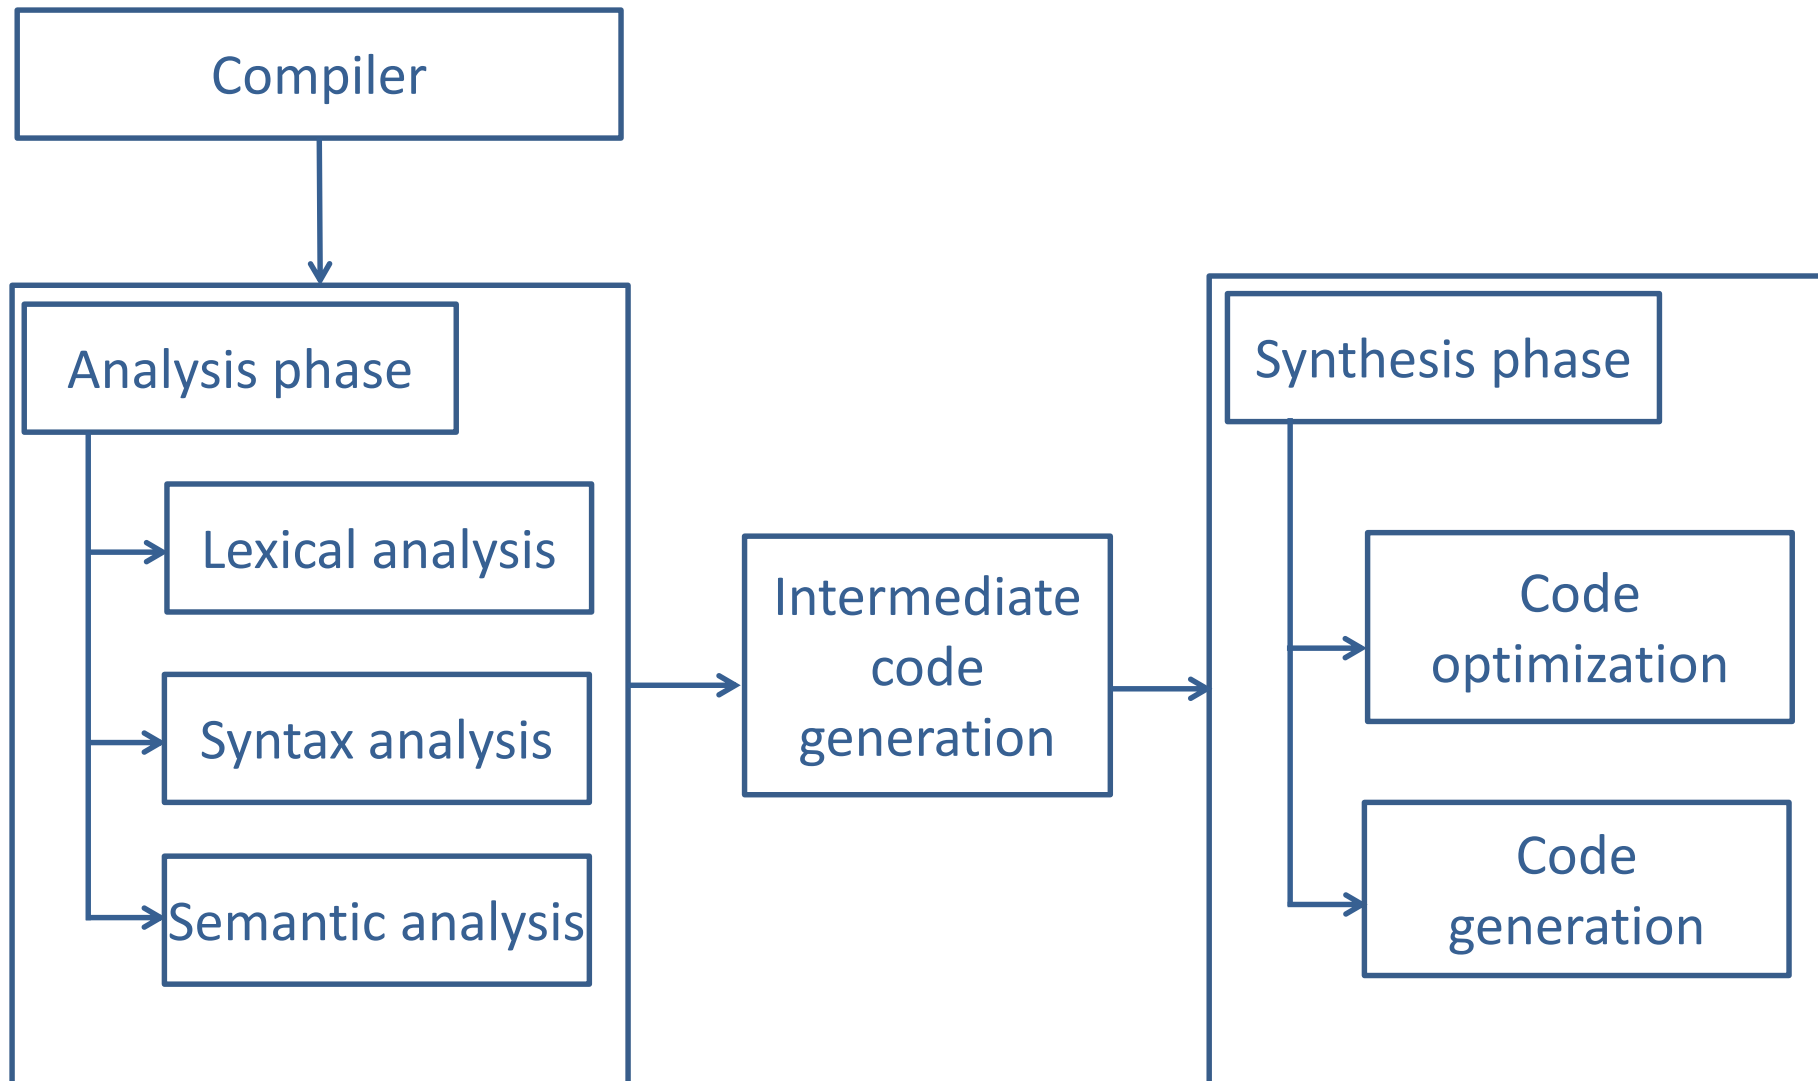 Compiler
Analysis phase
Lexical analysis
Syntax analysis
Semantic analysis
Intermediate
code
generation
Synthesis phase
Code
optimization
Code
generation